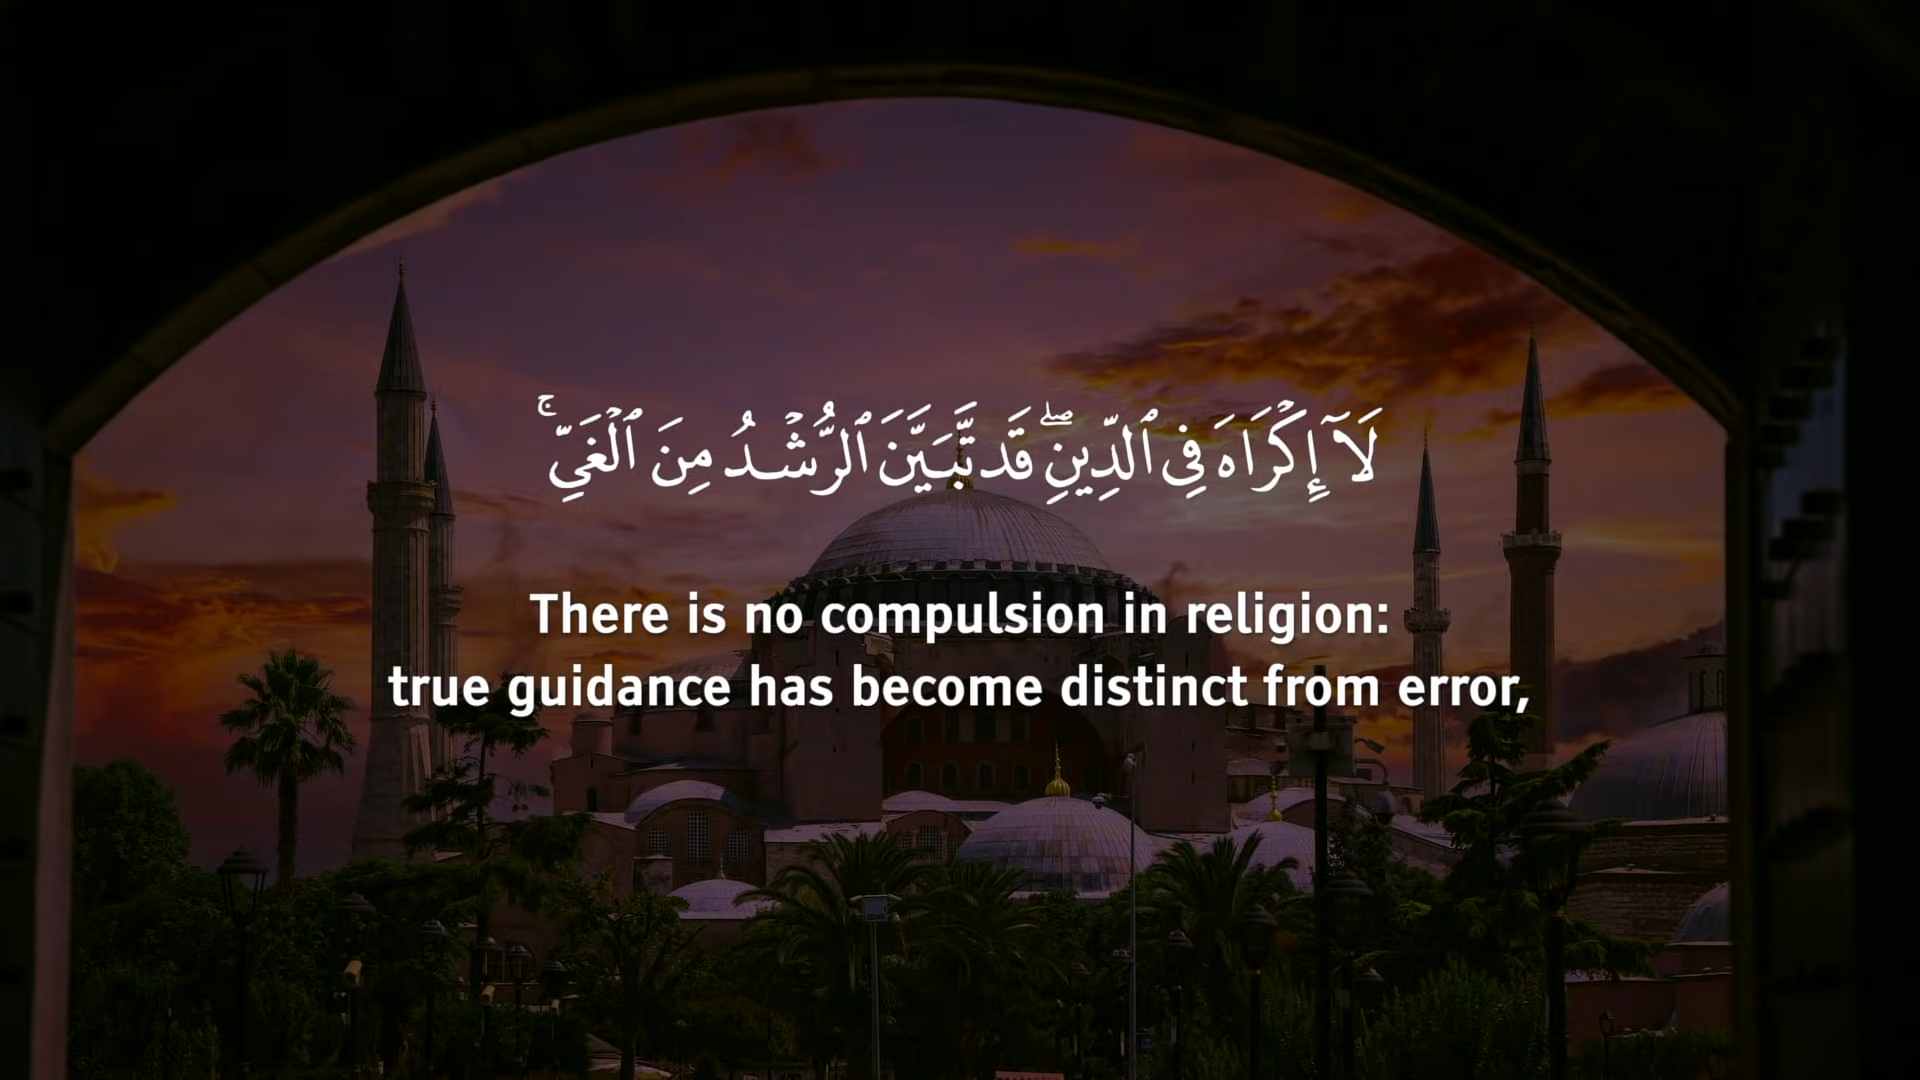 لَآ إِكْرَاهَ فِى ٱلدِّينِ ۖ قَد تَّبَيَّنَ ٱلرُّشْدُ مِنَ ٱلْغَىِّ ۚ
There is no compulsion in religion:
true guidance has become distinct from error,